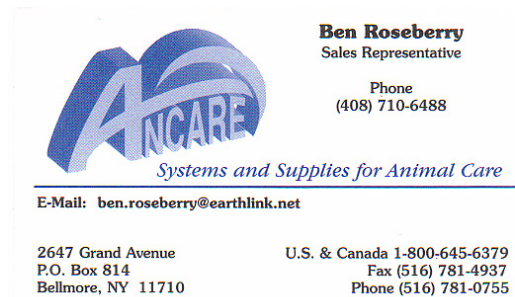 Ben Roseberry
Sales Representative
Phone
(408) 710-6488
ANCARE
Systems and Supplies for Animal Care
E-Mail: ben.roseberry@earthlink.net
2647 Grand Avenue
P.O. Box 814
Bellmore, NY 11710
U.S. & Canada 1-800-645-6379
Fax (516) 781-4937
Phone (516) 781-0755